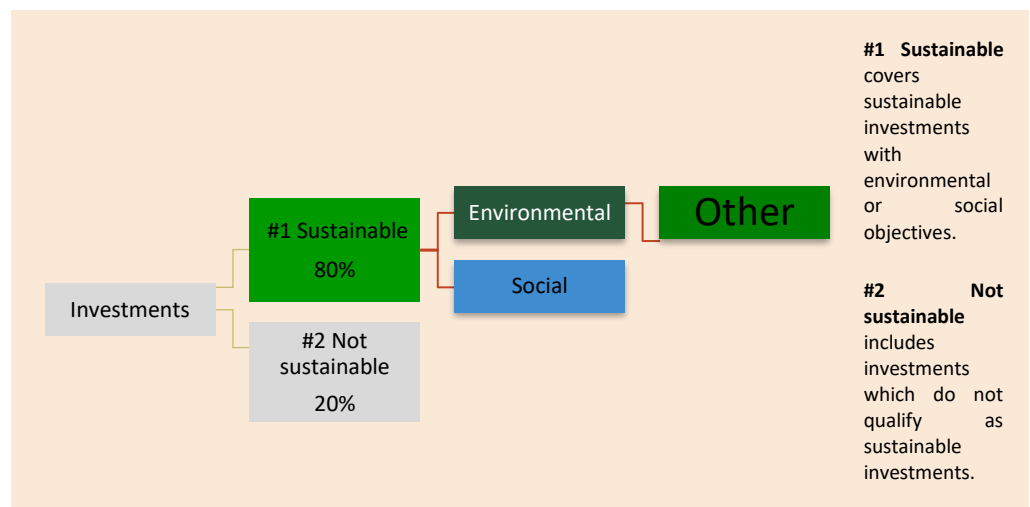 Investments
#1 Sustainable
80%
#2 Not
sustainable
20%
Environmental
Social
Other
#1 Sustainable
covers
sustainable
investments
with
environmental
or social
objectives.
#2 Not
sustainable
includes
investments
which do not
qualify as
sustainable
investments.